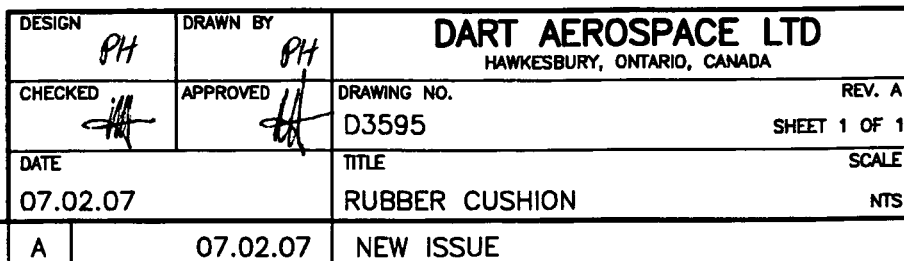 DESIGN PH DRAWN BY PH
DART AEROSPACE LTD
HAWKESBURY, ONTARIO, CANADA
CHECKED APPROVED DRAWING NO. REV. A
D3595 SHEET 1 OF 1
DATE TITLE SCALE
07.02.07 RUBBER CUSHION NTS
A 07.02.07 NEW ISSUE